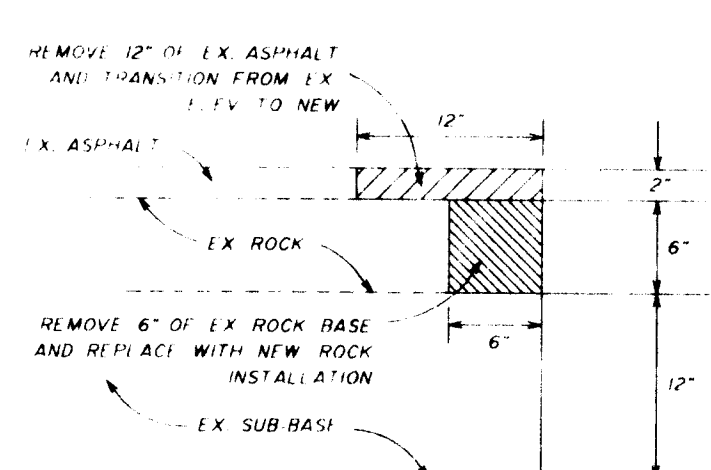 REMOVE 12" OF EX. ASPHALT
AND TRANSITION FROM EX
ELEV TO NEW
12"
EX. ASPHALT
2"
EX ROCK
6"
REMOVE 6" OF EX ROCK BASE
AND REPLACE WITH NEW ROCK
INSTALLATION
6"
12"
EX. SUB-BASE